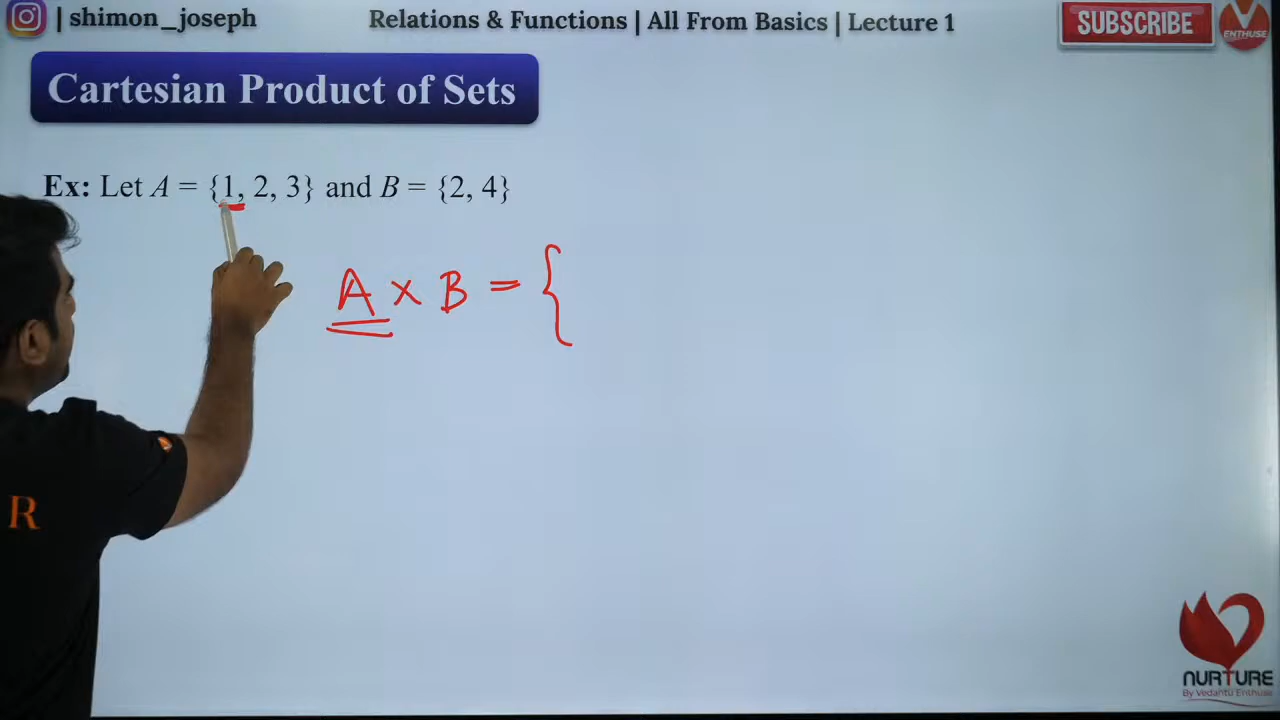 | shimon_joseph
Relations & Functions | All From Basics | Lecture 1
SUBSCRIBE
ENTHUSE
Cartesian Product of Sets
Ex: Let A = {1, 2, 3} and B = {2, 4}
A × B = {
R
NURTURE
By Vedantu Enthuse